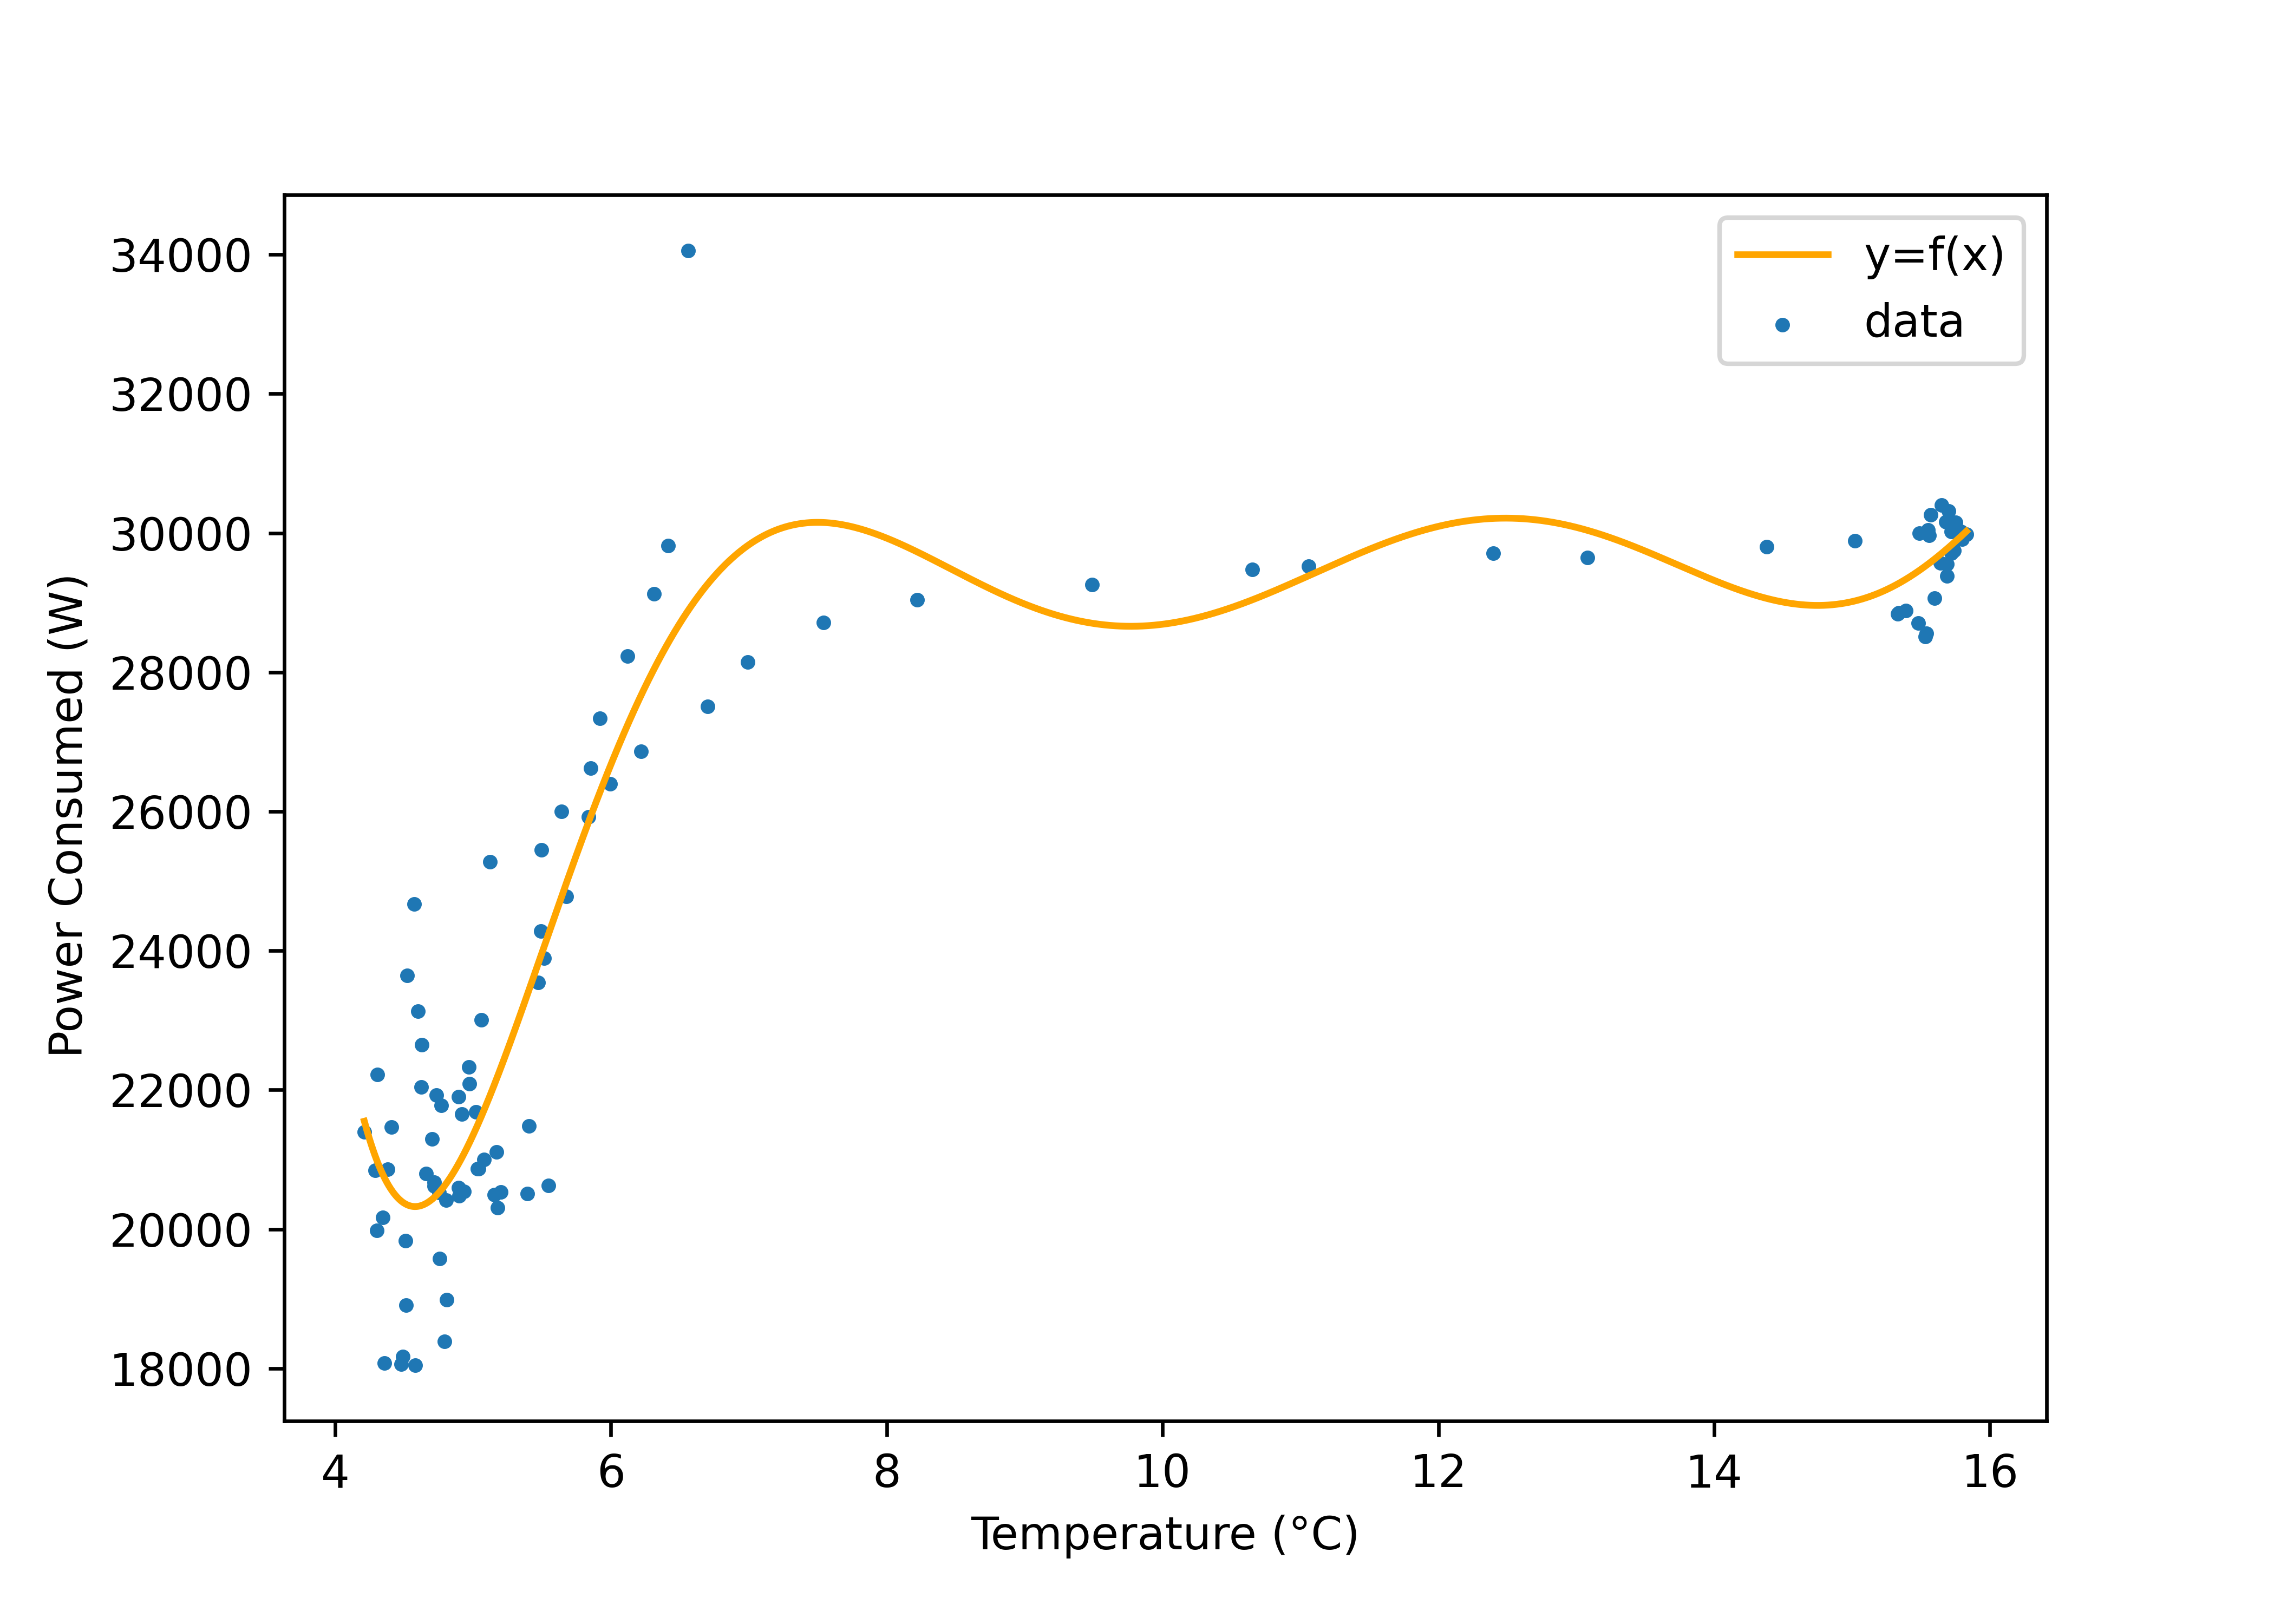 34000
32000
30000
28000
26000
24000
22000
20000
18000
Power Consumed (W)
y=f(x)
data
4 6 8 10 12 14 16
Temperature (°C)